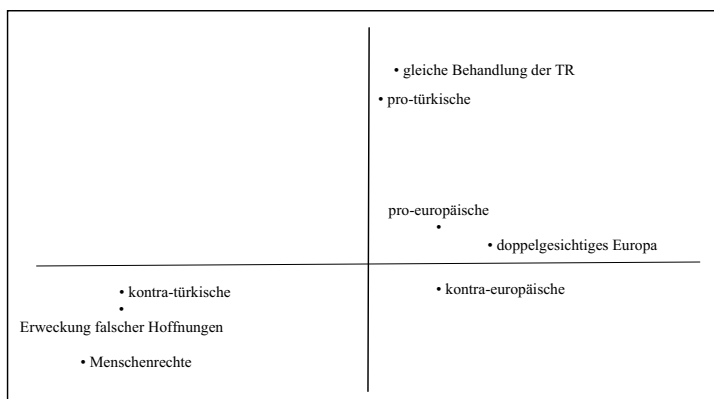 • gleiche Behandlung der TR
• pro-türkische
pro-europäische
•
• doppelgesichtiges Europa
• kontra-türkische
• kontra-europäische
•
Erweckung falscher Hoffnungen
• Menschenrechte